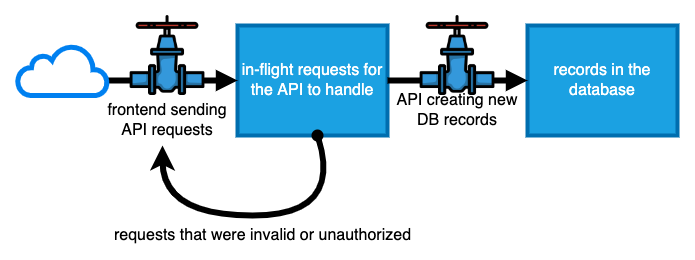 frontend sending
API requests
in-flight requests for
the API to handle
API creating new
DB records
records in the
database
requests that were invalid or unauthorized